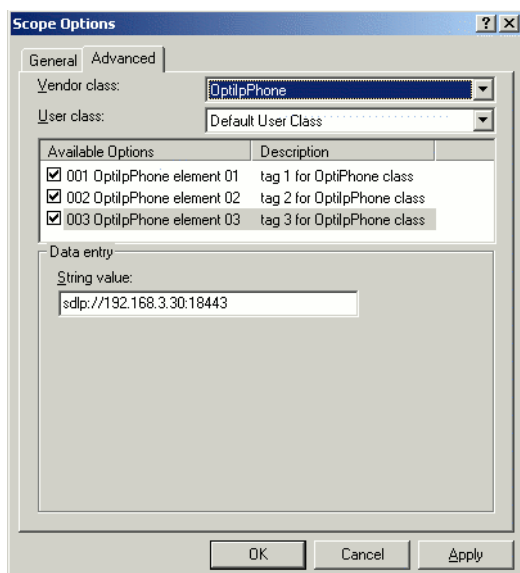 Scope Options
General Advanced
Vendor class: OptiIpPhone
User class: Default User Class
Available Options Description
001 OptiIpPhone element 01 tag 1 for OptiPhone class
002 OptiIpPhone element 02 tag 2 for OptiIpPhone class
003 OptiIpPhone element 03 tag 3 for OptiIpPhone class
Data entry
String value:
sdlp://192.168.3.30:18443
OK Cancel Apply